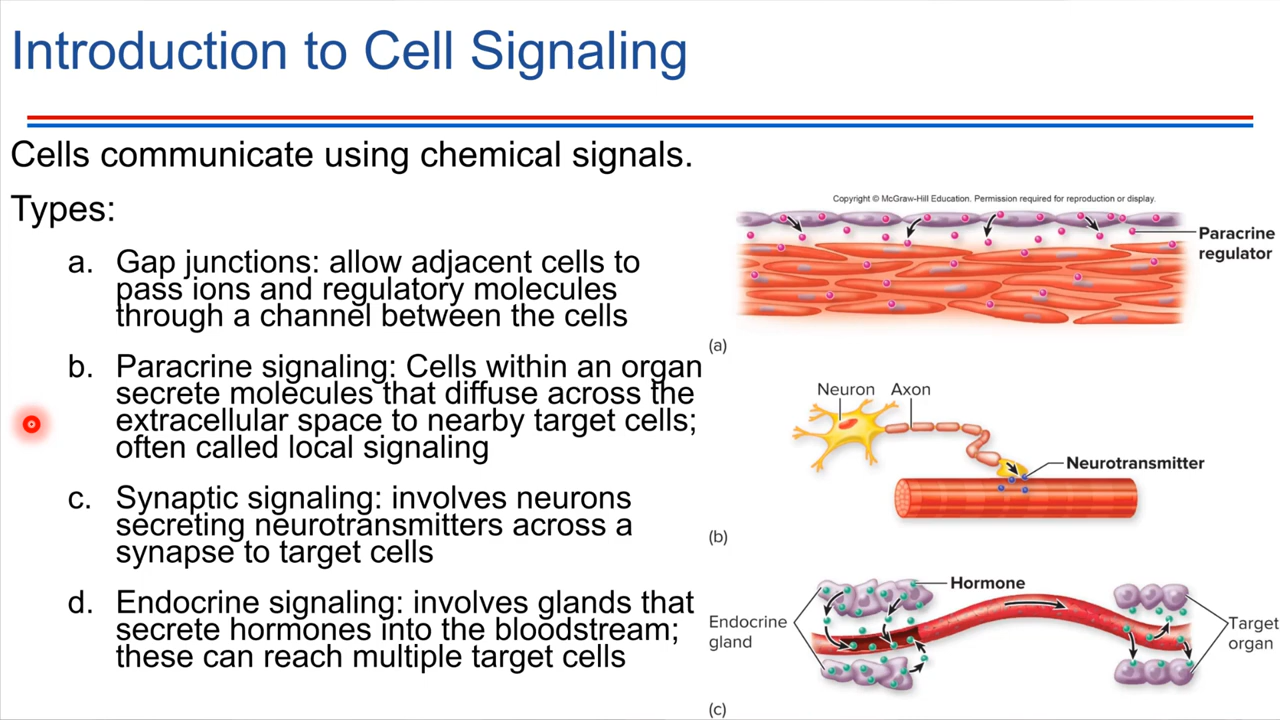 Introduction to Cell Signaling
Cells communicate using chemical signals.
Types:
a. Gap junctions: allow adjacent cells to
pass ions and regulatory molecules
through a channel between the cells
b. Paracrine signaling: Cells within an organ
secrete molecules that diffuse across the
extracellular space to nearby target cells;
often called local signaling
c. Synaptic signaling: involves neurons
secreting neurotransmitters across a
synapse to target cells
d. Endocrine signaling: involves glands that
secrete hormones into the bloodstream;
these can reach multiple target cells
Copyright © McGraw-Hill Education. Permission required for reproduction or display.
Paracrine
regulator
(a)
Neuron Axon
Neurotransmitter
(b)
Hormone
Endocrine
gland
Target
organ
(c)